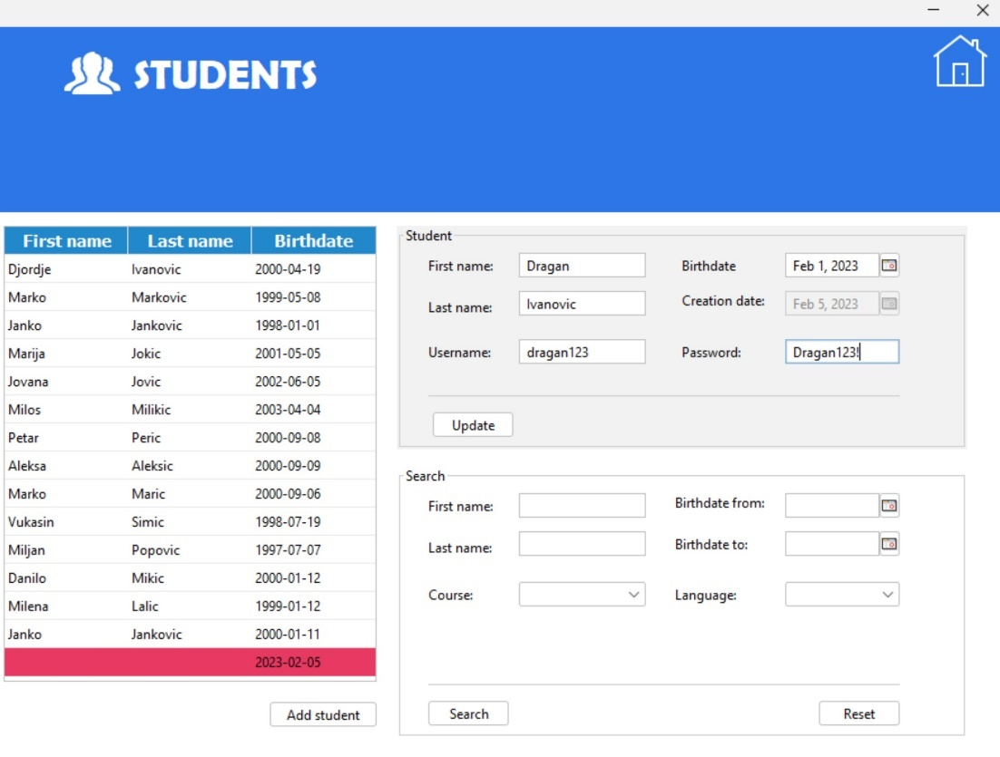 STUDENTS
First name Last name Birthdate
Djordje Ivanovic 2000-04-19
Marko Markovic 1999-05-08
Janko Jankovic 1998-01-01
Marija Jokic 2001-05-05
Jovana Jovic 2002-06-05
Milos Milikic 2003-04-04
Petar Peric 2000-09-08
Aleksa Aleksic 2000-09-09
Marko Maric 2000-09-06
Vukasin Simic 1998-07-19
Miljan Popovic 1997-07-07
Danilo Mikic 2000-01-12
Milena Lalic 1999-01-12
Janko Jankovic 2000-01-11
2023-02-05
Add student
Student
First name: Dragan Birthdate Feb 1, 2023
Last name: Ivanovic Creation date: Feb 5, 2023
Username: dragan123 Password: Dragan123!
Update
Search
First name: Birthdate from:
Last name: Birthdate to:
Course: Language:
Search Reset